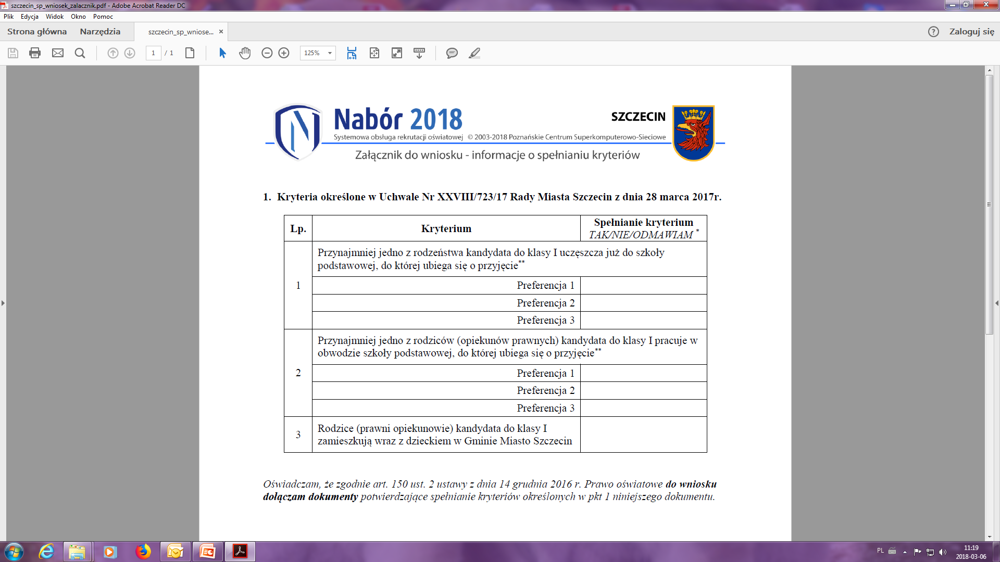 szczecin_sp_wniosek_zalacznik.pdf - Adobe Acrobat Reader DC
Plik Edycja Widok Okno Pomoc
Strona główna Narzędzia szczecin_sp_wniose... × ? Zaloguj się
1 / 1 125%
N Nabór 2018 SZCZECIN
Systemowa obsługa rekrutacji oświatowej © 2003-2018 Poznańskie Centrum Superkomputerowo-Sieciowe
Załącznik do wniosku - informacje o spełnianiu kryteriów
1. Kryteria określone w Uchwale Nr XXVIII/723/17 Rady Miasta Szczecin z dnia 28 marca 2017r.
Lp. Kryterium Spełnianie kryterium
TAK/NIE/ODMAWIAM *
1 Przynajmniej jedno z rodzeństwa kandydata do klasy I uczęszcza już do szkoły
podstawowej, do której ubiega się o przyjęcie**
Preferencja 1
Preferencja 2
Preferencja 3
2 Przynajmniej jedno z rodziców (opiekunów prawnych) kandydata do klasy I pracuje w
obwodzie szkoły podstawowej, do której ubiega się o przyjęcie**
Preferencja 1
Preferencja 2
Preferencja 3
3 Rodzice (prawni opiekunowie) kandydata do klasy I
zamieszkują wraz z dzieckiem w Gminie Miasto Szczecin
Oświadczam, że zgodnie art. 150 ust. 2 ustawy z dnia 14 grudnia 2016 r. Prawo oświatowe do wniosku
dołączam dokumenty potwierdzające spełnianie kryteriów określonych w pkt 1 niniejszego dokumentu.
PL 11:19
2018-03-06